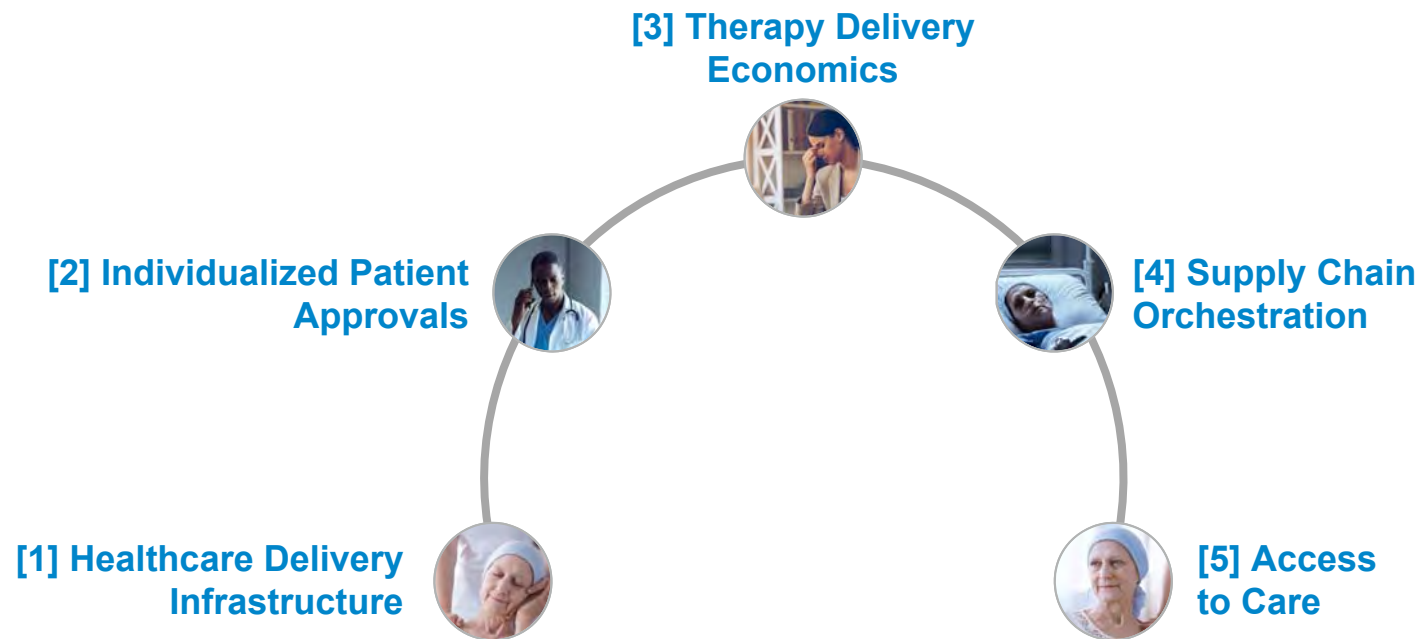 [3] Therapy Delivery
Economics
[2] Individualized Patient
Approvals
[4] Supply Chain
Orchestration
[1] Healthcare Delivery
Infrastructure
[5] Access
to Care